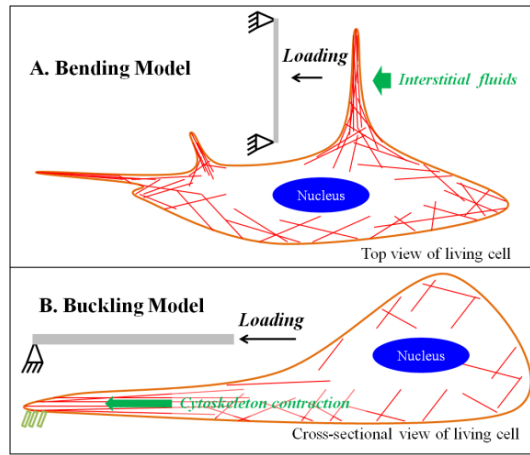 A. Bending Model
Loading
Interstitial fluids
Nucleus
Top view of living cell
B. Buckling Model
Loading
Nucleus
Cytoskeleton contraction
Cross-sectional view of living cell